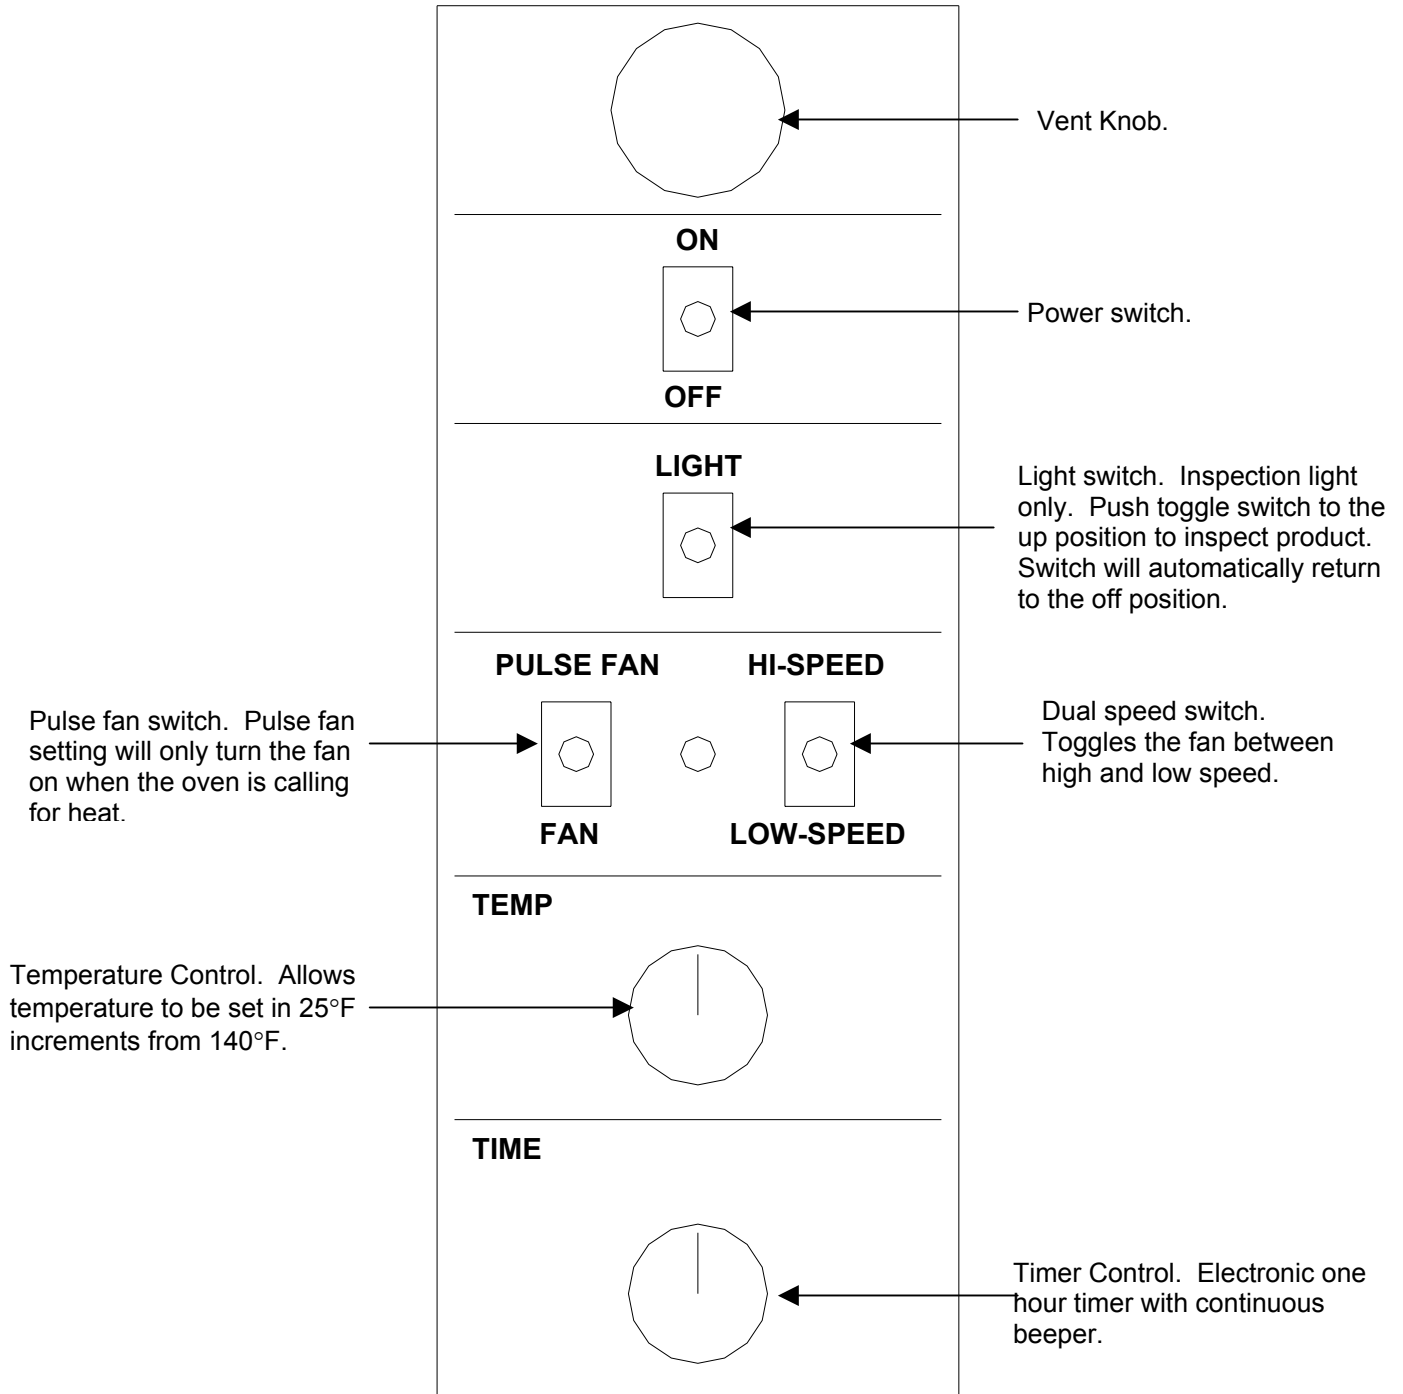 Vent Knob.
ON
Power switch.
OFF
LIGHT
Light switch.  Inspection light
only.  Push toggle switch to the
up position to inspect product.
Switch will automatically return
to the off position.
PULSE FAN
HI-SPEED
Pulse fan switch.  Pulse fan
setting will only turn the fan
on when the oven is calling
for heat.
Dual speed switch.
Toggles the fan between
high and low speed.
FAN
LOW-SPEED
TEMP
Temperature Control.  Allows
temperature to be set in 25°F
increments from 140°F.
TIME
Timer Control.  Electronic one
hour timer with continuous
beeper.